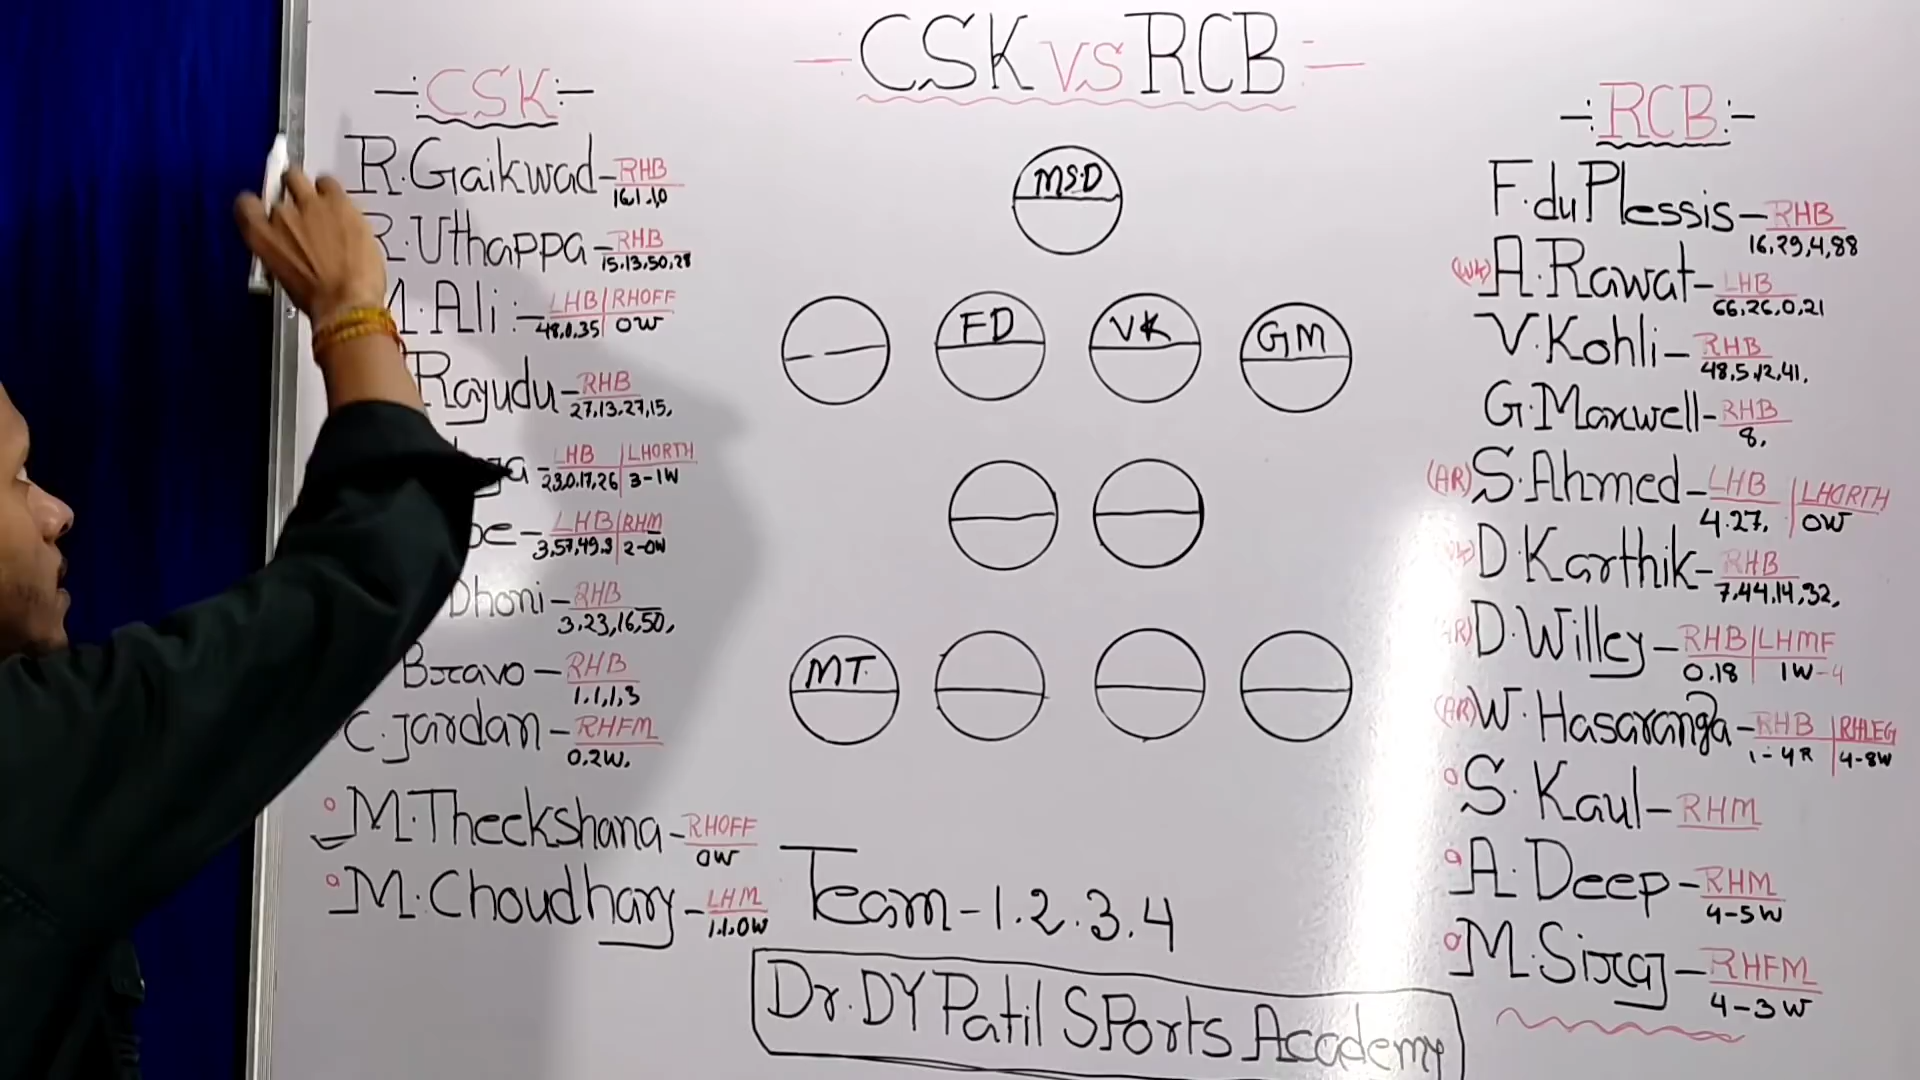 CSK VS RCB
CSK
R.Gaikwad- RHB
16.1.1,0
R.Uthappa- RHB
15.13,50,28
M.Ali:- LHB|RHOFF
48,0,35 OW
Rayudu- RHB
27,13,27,15,
- LHB|LHORTH
23,0,17,26 3-1W
- LHB|RHM
2-0W
Dhoni- RHB
3,23,16,50,
Bravo- RHB
1.1,1,3
C.Jardan- RHFM
0.2W.
M.Theekshana- RHOFF
0W
M.Choudhary- LHM
1.1.0W
MSD
FD
VK
GM
MT.
Team-1.2.3.4
Dr.DY Patil SPorts Academy
RCB
F.duPlessis- RHB
16,29,4,88
(WK) A.Rawat- LHB
66,26,0,21
V.Kohli- RHB
48,5,12,41,
G.Maxwell- RHB
8,
(AR) S.Ahmed- LHB|LHORTH
4.27, 0W
D.Karthik- RHB
7,44,14,32,
D.Willey- RHB|LHMF
0.18 1W-4
(AR) W.Hasaranga- RHB|RHLEG
1-4R 4-8W
S.Kaul- RHM
A.Deep- RHM
4-5W
M.Siraj- RHFM
4-3W